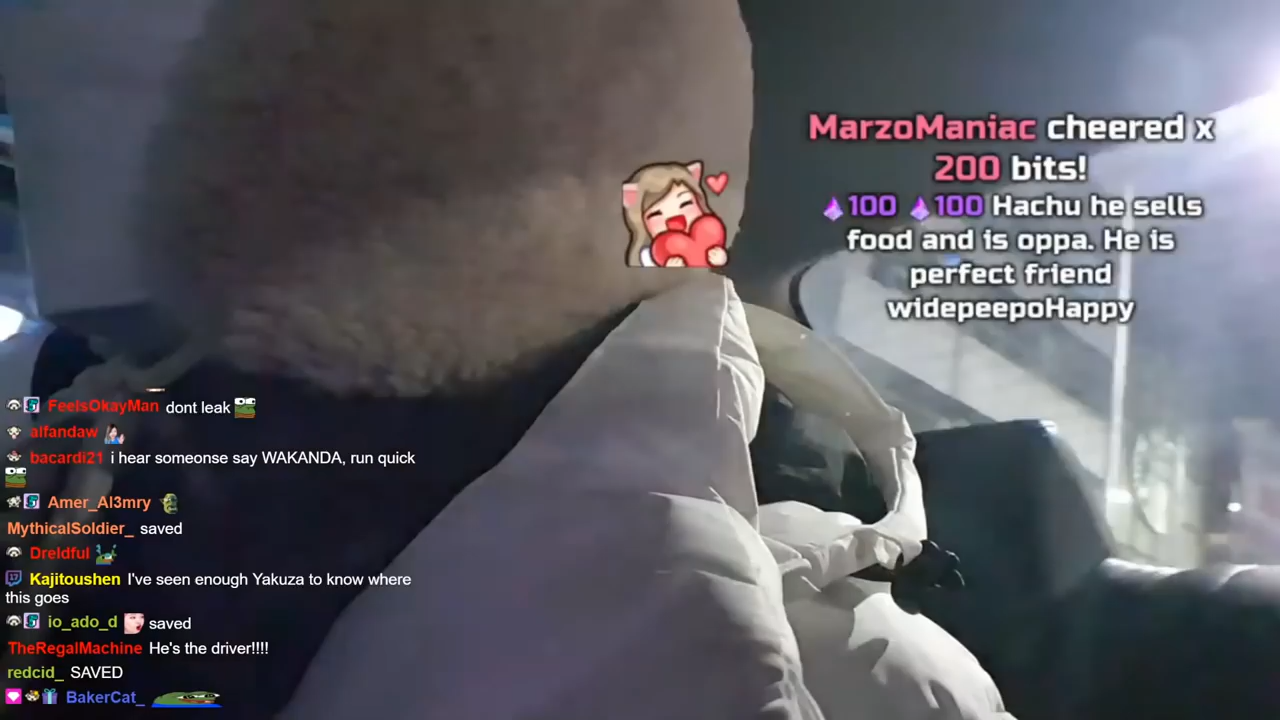 MarzoManiac cheered x
200 bits!
100 100 Hachu he sells
food and is oppa. He is
perfect friend
widepeepoHappy
FeelsOkayMan dont leak
alfandaw
bacardi21 i hear someonse say WAKANDA, run quick
Amer_Al3mry
MythicalSoldier_ saved
Dreldful
Kajitoushen I've seen enough Yakuza to know where
this goes
io_ado_d saved
TheRegalMachine He's the driver!!!!
redcid_ SAVED
BakerCat_